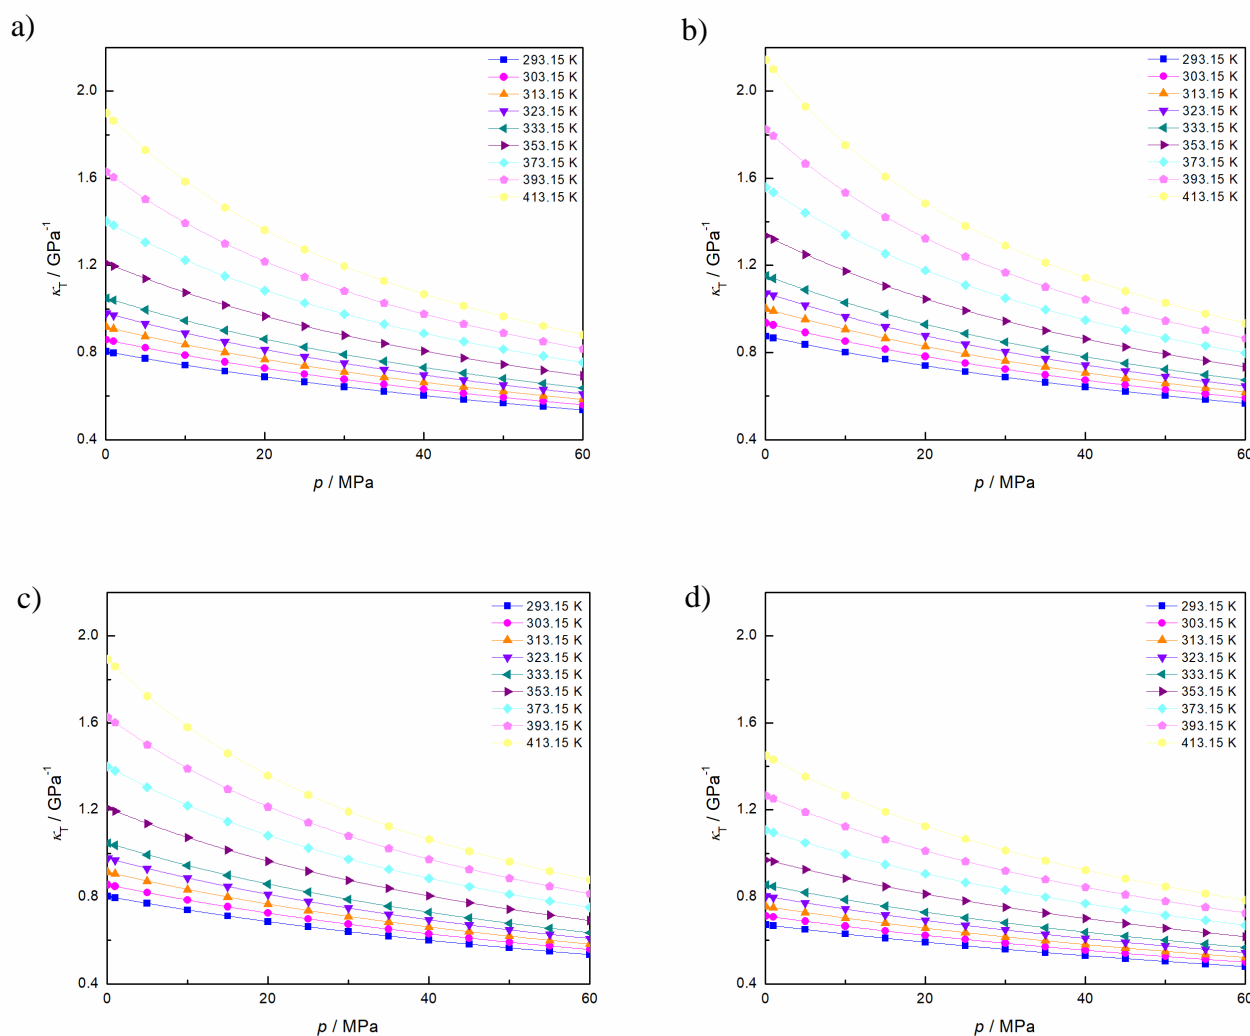 a)
2.0
1.6
1.2
0.8
0.4
0
20
40
60
κT / GPa-1
p / MPa
293.15 K
303.15 K
313.15 K
323.15 K
333.15 K
353.15 K
373.15 K
393.15 K
413.15 K
b)
2.0
1.6
1.2
0.8
0.4
0
20
40
60
κT / GPa-1
p / MPa
293.15 K
303.15 K
313.15 K
323.15 K
333.15 K
353.15 K
373.15 K
393.15 K
413.15 K
c)
2.0
1.6
1.2
0.8
0.4
0
20
40
60
κT / GPa-1
p / MPa
293.15 K
303.15 K
313.15 K
323.15 K
333.15 K
353.15 K
373.15 K
393.15 K
413.15 K
d)
2.0
1.6
1.2
0.8
0.4
0
20
40
60
κT / GPa-1
p / MPa
293.15 K
303.15 K
313.15 K
323.15 K
333.15 K
353.15 K
373.15 K
393.15 K
413.15 K